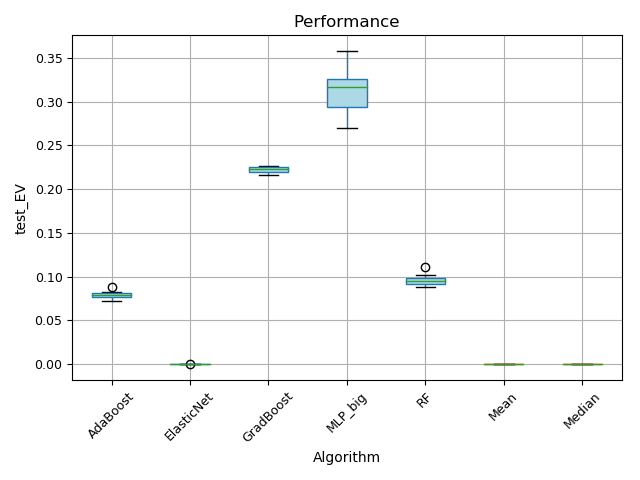 Performance
test_EV
0.35
0.30
0.25
0.20
0.15
0.10
0.05
0.00
AdaBoost
ElasticNet
GradBoost
MLP_big
RF
Mean
Median
Algorithm